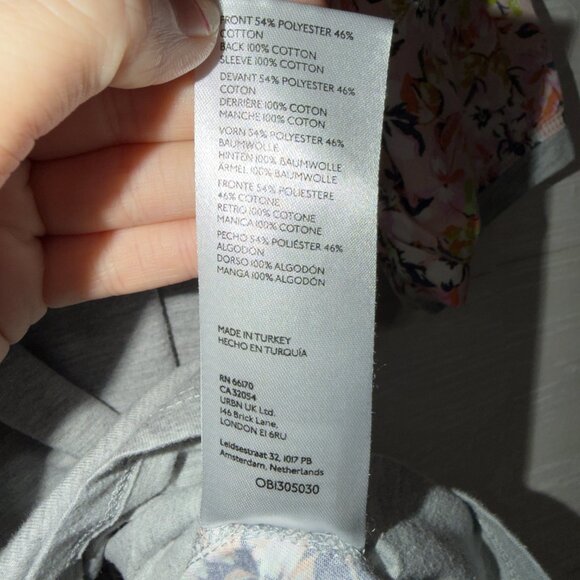 FRONT 54% POLYESTER 46%
COTTON
BACK 100% COTTON
SLEEVE 100% COTTON
DEVANT 54% POLYESTER 46%
COTON
DERRIÈRE 100% COTON
MANCHE 100% COTON
VORN 54% POLYESTER 46%
BAUMWOLLE
HINTEN 100% BAUMWOLLE
ÄRMEL 100% BAUMWOLLE
FRONTE 54% POLIESTERE
46% COTONE
RETRO 100% COTONE
MANICA 100% COTONE
PECHO 54% POLIÉSTER 46%
ALGODÓN
DORSO 100% ALGODÓN
MANGA 100% ALGODÓN
MADE IN TURKEY
HECHO EN TURQUÍA
RN 66170
CA 32054
URBN UK Ltd.
146 Brick Lane,
LONDON E1 6RU
Leidsestraat 32, 1017 PB
Amsterdam, Netherlands
OB1305030